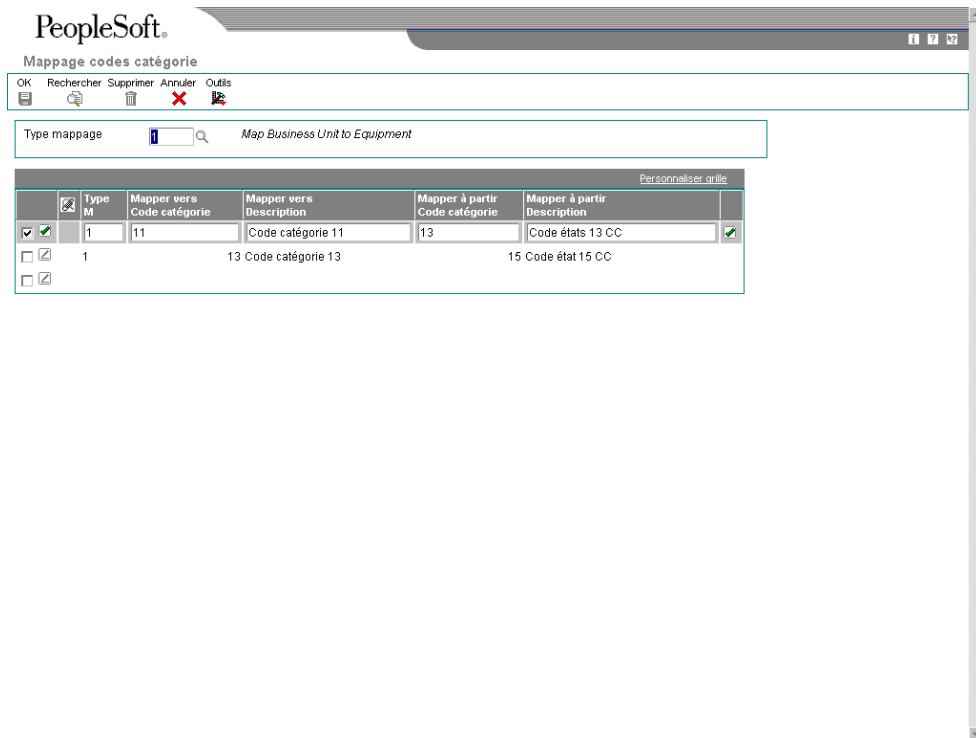 PeopleSoft®
Mappage codes catégorie
OK Rechercher Supprimer Annuler Outils
Type mappage 1 Map Business Unit to Equipment
Personnaliser grille
Type M Mapper vers Code catégorie Mapper vers Description Mapper à partir Code catégorie Mapper à partir Description
1 11 Code catégorie 11 13 Code états 13 CC
1 13 Code catégorie 13 15 Code état 15 CC